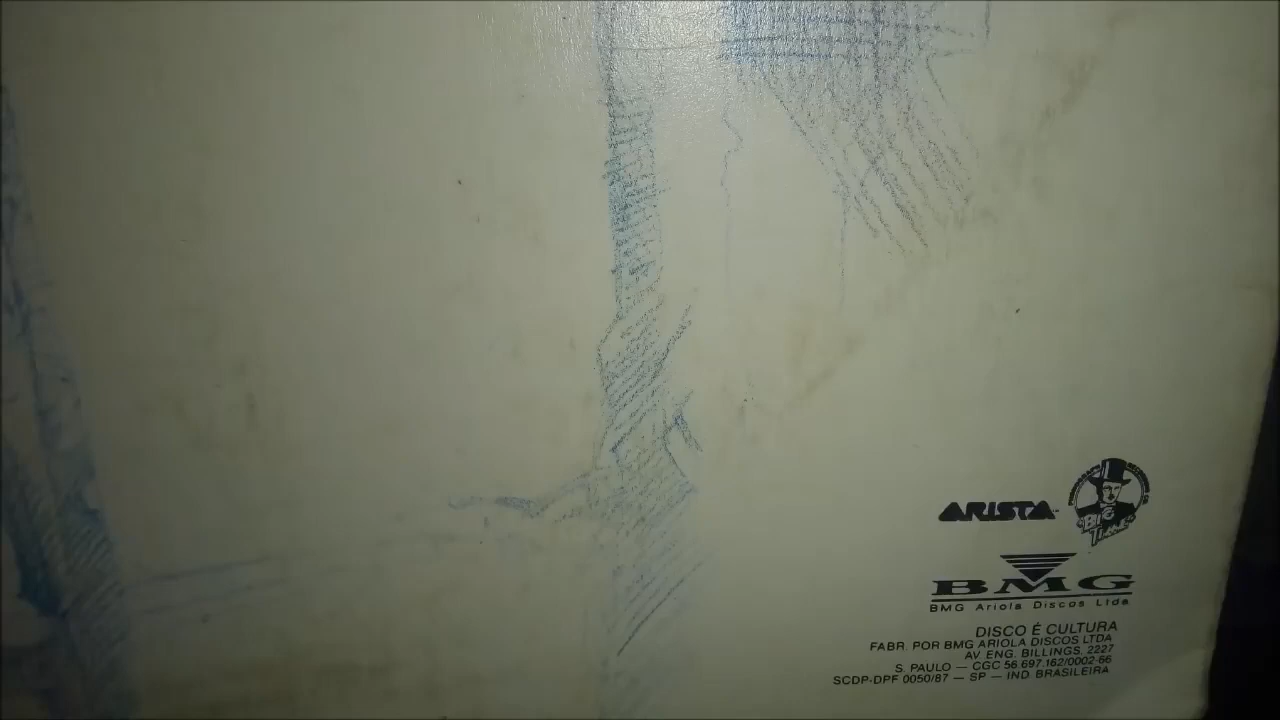 ARISTA
BIG TIME
BMG
BMG Ariola Discos Ltda
DISCO É CULTURA
FABR. POR BMG ARIOLA DISCOS LTDA
AV. ENG. BILLINGS, 2227
S. PAULO — CGC 56.697.162/0002-66
SCDP-DPF 0050/87 — SP — IND BRASILEIRA